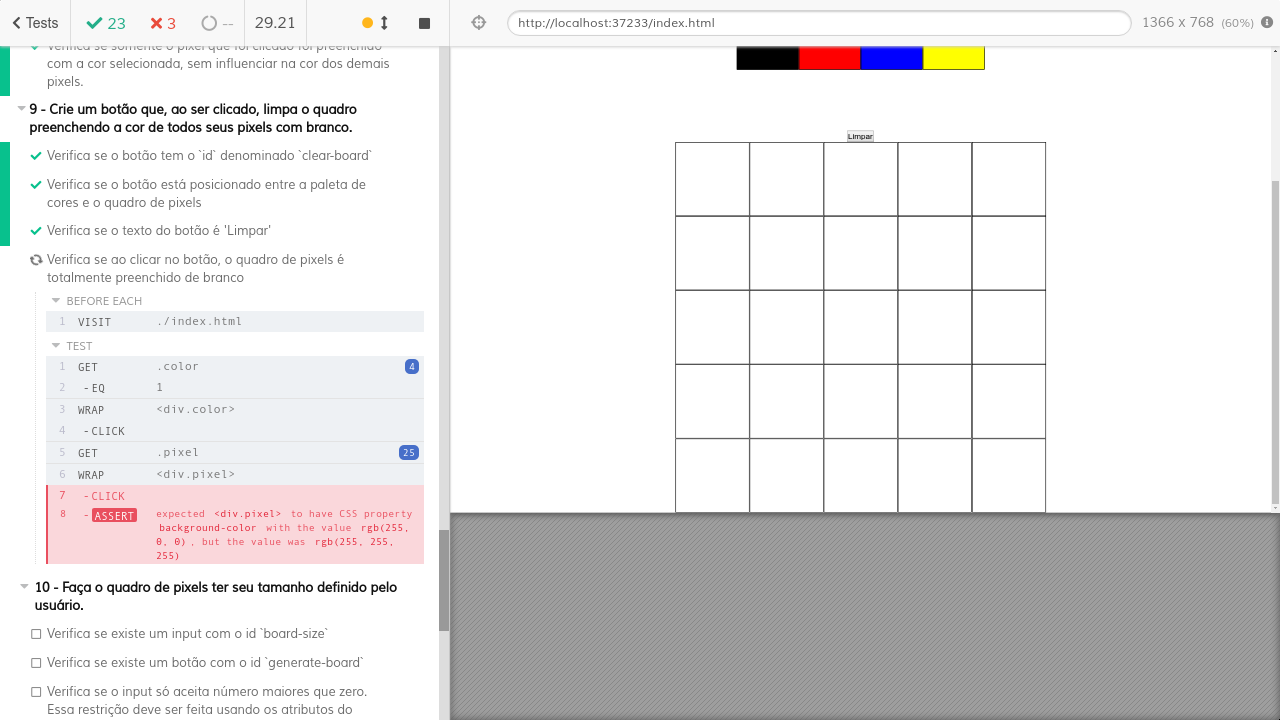 Tests
23
3
--
29.21
http://localhost:37233/index.html
1366 x 768 (60%)
Verifica se somente o pixel que foi clicado foi preenchido
com a cor selecionada, sem influenciar na cor dos demais
pixels.
9 - Crie um botão que, ao ser clicado, limpa o quadro
preenchendo a cor de todos seus pixels com branco.
Verifica se o botão tem o `id` denominado `clear-board`
Verifica se o botão está posicionado entre a paleta de
cores e o quadro de pixels
Verifica se o texto do botão é 'Limpar'
Verifica se ao clicar no botão, o quadro de pixels é
totalmente preenchido de branco
BEFORE EACH
1 VISIT ./index.html
TEST
1 GET .color 4
2 -EQ 1
3 WRAP <div.color>
4 -CLICK
5 GET .pixel 25
6 WRAP <div.pixel>
7 -CLICK
8 -ASSERT expected <div.pixel> to have CSS property
background-color with the value rgb(255,
0, 0) , but the value was rgb(255, 255,
255)
10 - Faça o quadro de pixels ter seu tamanho definido pelo
usuário.
Verifica se existe um input com o id `board-size`
Verifica se existe um botão com o id `generate-board`
Verifica se o input só aceita número maiores que zero.
Essa restrição deve ser feita usando os atributos do
Limpar